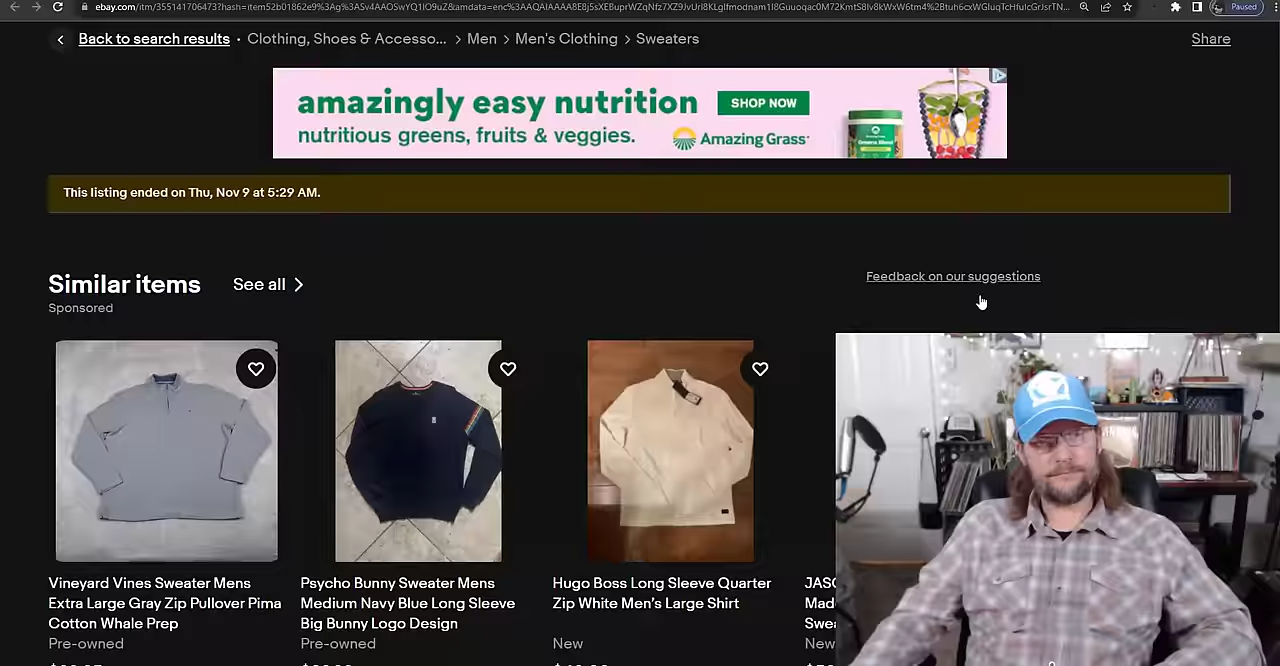 Paused
Back to search results • Clothing, Shoes & Accesso... > Men > Men's Clothing > Sweaters
Share
amazingly easy nutrition
SHOP NOW
nutritious greens, fruits & veggies.
Amazing Grass
This listing ended on Thu, Nov 9 at 5:29 AM.
Similar items
See all >
Feedback on our suggestions
Sponsored
Vineyard Vines Sweater Mens
Extra Large Gray Zip Pullover Pima
Cotton Whale Prep
Pre-owned
Psycho Bunny Sweater Mens
Medium Navy Blue Long Sleeve
Big Bunny Logo Design
Pre-owned
Hugo Boss Long Sleeve Quarter
Zip White Men's Large Shirt
New
New